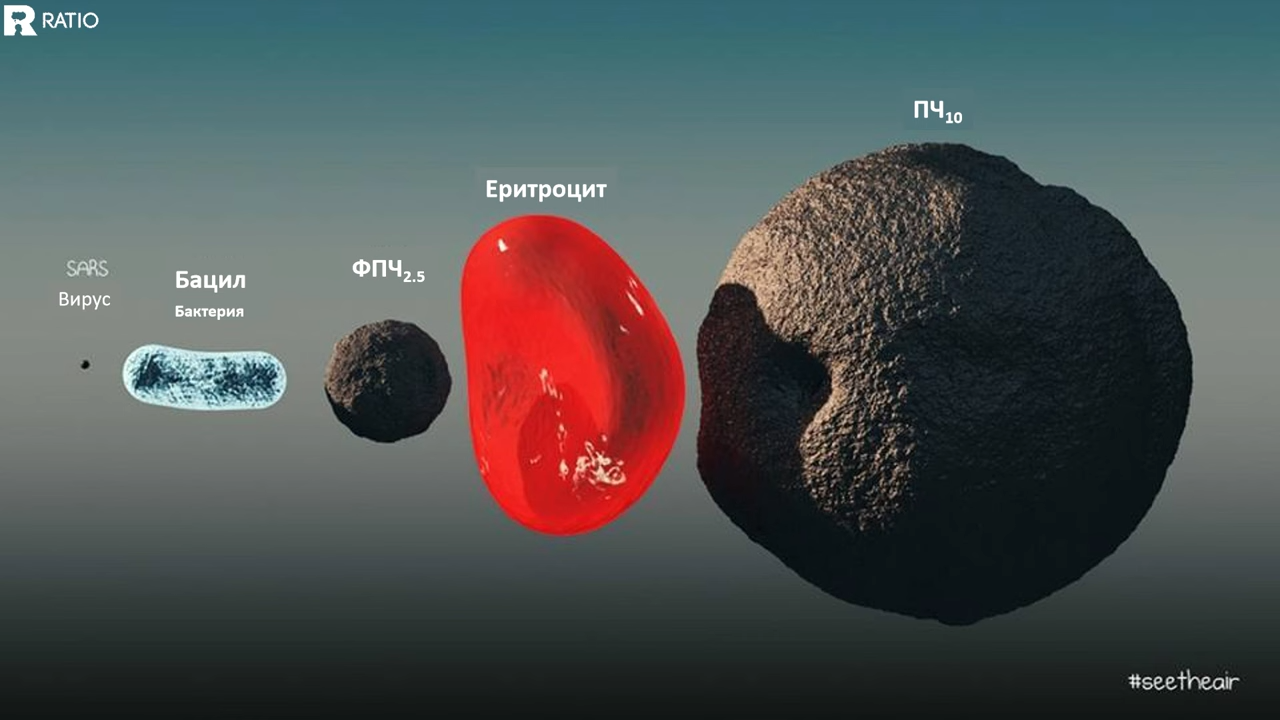 RATIO
ПЧ10
Еритроцит
ФПЧ2.5
SARS
Вирус
Бацил
Бактерия
#seetheair